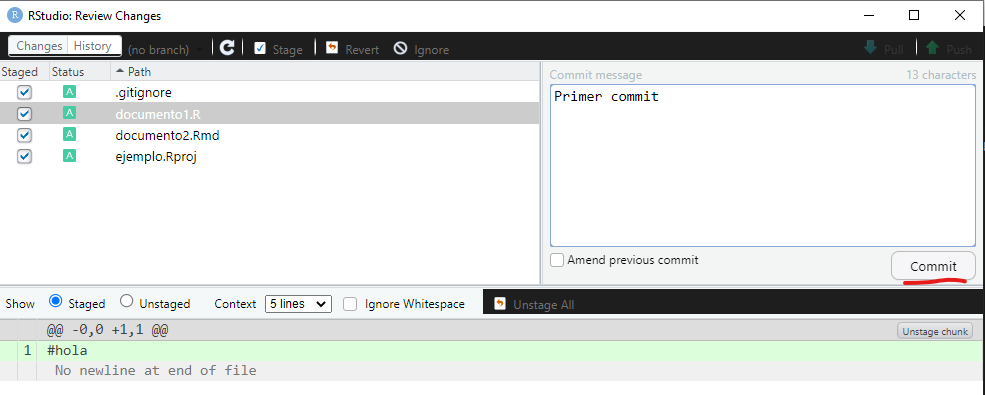 RStudio: Review Changes
Changes History (no branch) Stage Revert Ignore Pull Push
Staged Status Path
Commit message 13 characters
A .gitignore
A documento1.R
A documento2.Rmd
A ejemplo.Rproj
Primer commit
Amend previous commit
Commit
Show Staged Unstaged Context 5 lines Ignore Whitespace Unstage All
@@ -0,0 +1,1 @@ Unstage chunk
1 #hola
No newline at end of file